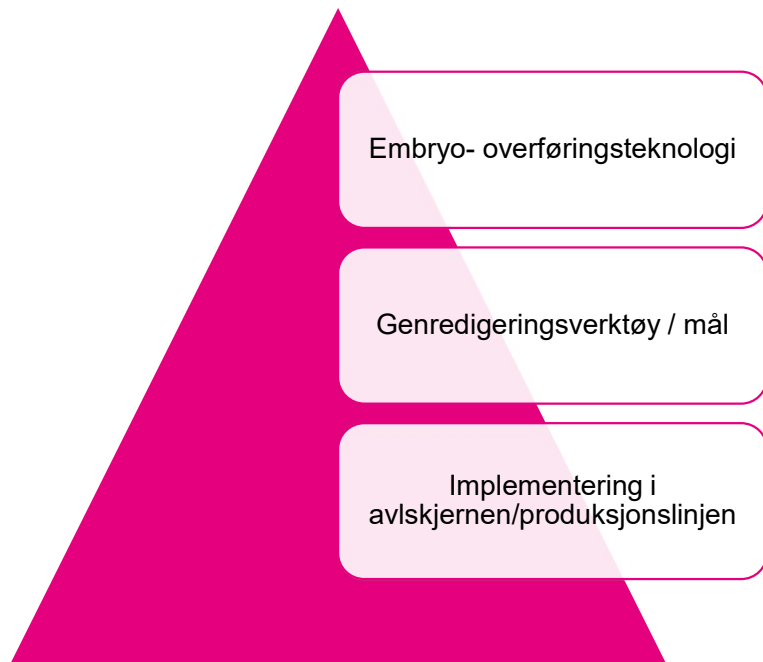 Embryo- overføringsteknologi
Genredigeringsverktøy / mål
Implementering i
avlskjernen/produksjonslinjen